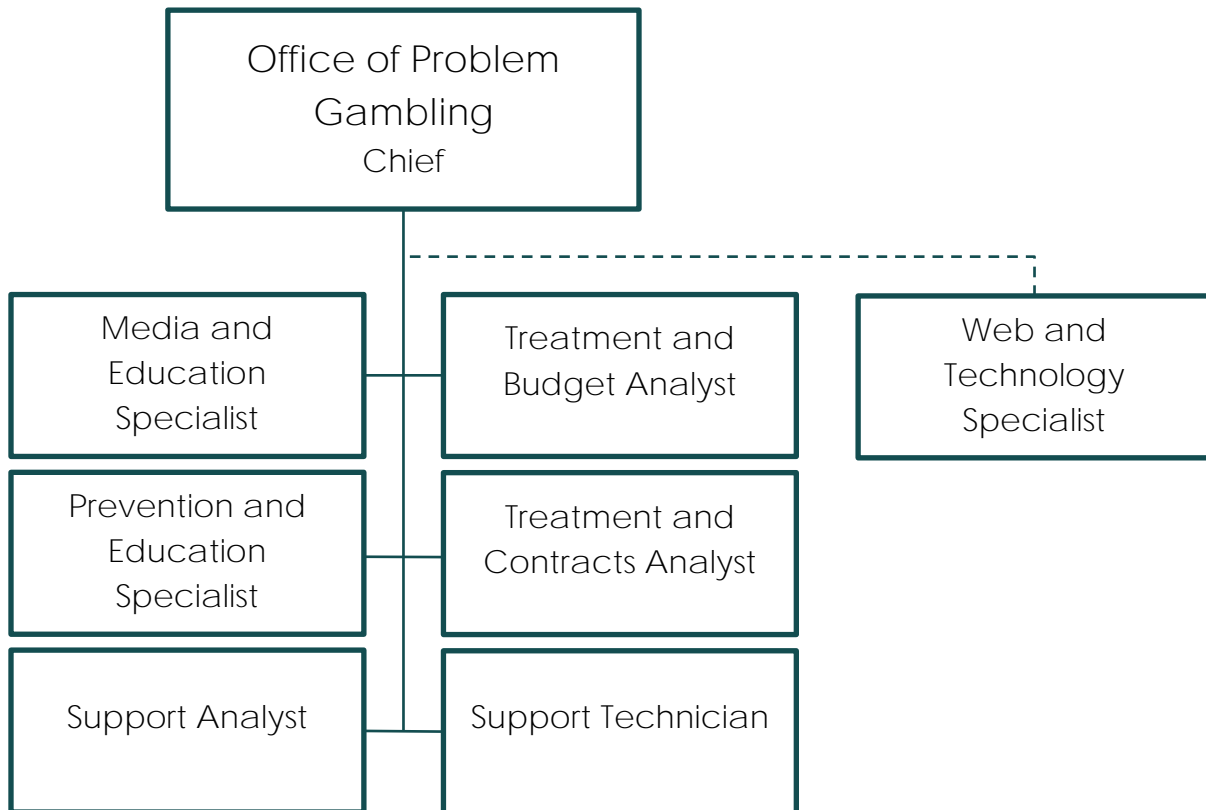 Office of Problem
Gambling
Chief
Media and
Education
Specialist
Treatment and
Budget Analyst
Web and
Technology
Specialist
Prevention and
Education
Specialist
Treatment and
Contracts Analyst
Support Analyst
Support Technician